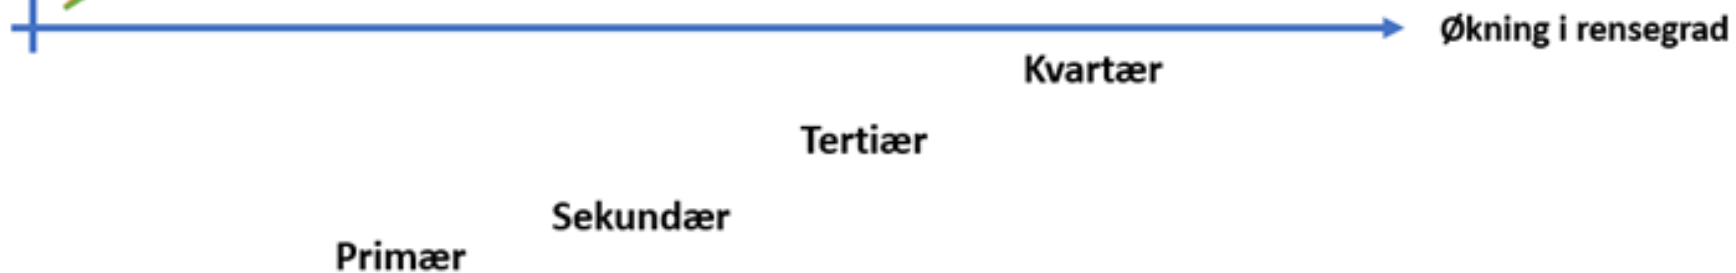 Økning i rensegrad
Kvartær
Tertiær
Sekundær
Primær